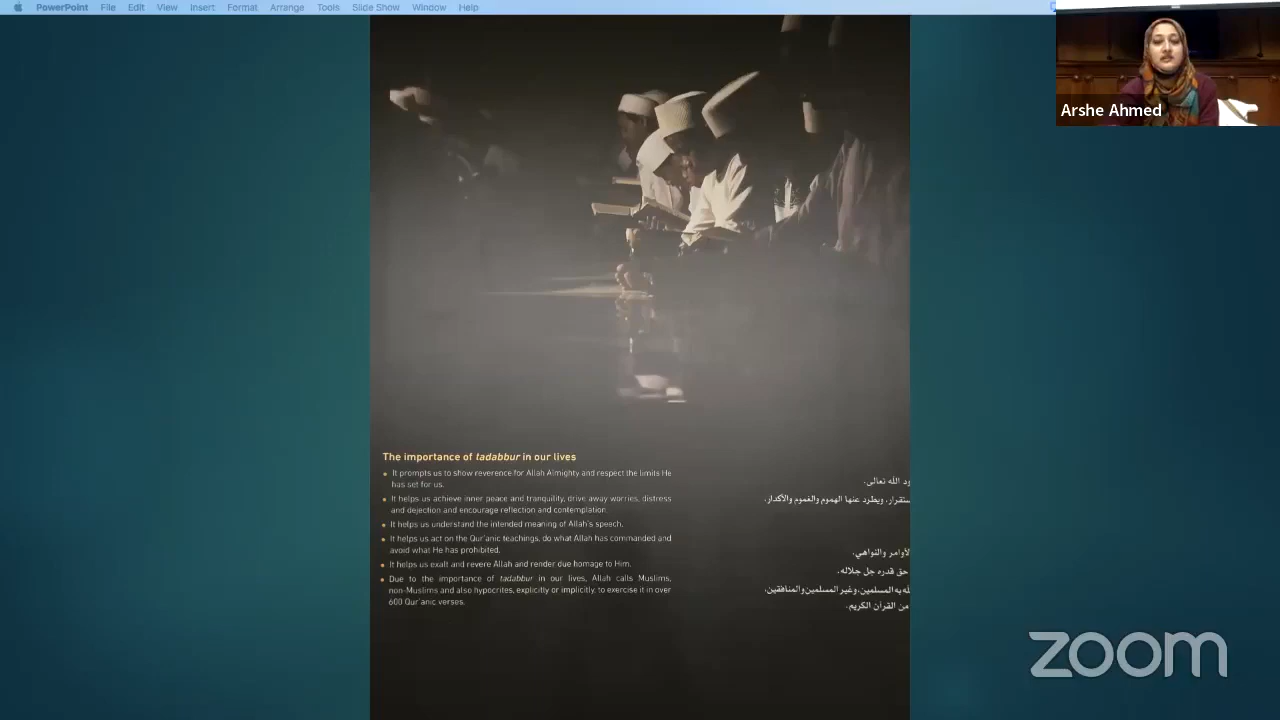 PowerPoint File Edit View Insert Format Arrange Tools Slide Show Window Help
Arshe Ahmed
The importance of tadabbur in our lives
It prompts us to show reverence for Allah Almighty and respect the limits He
has set for us.
It helps us achieve inner peace and tranquility, drive away worries, distress
and dejection and encourage reflection and contemplation.
It helps us understand the intended meaning of Allah's speech.
It helps us act on the Qur'anic teachings, do what Allah has commanded and
avoid what He has prohibited.
It helps us exalt and revere Allah and render due homage to Him.
Due to the importance of tadabbur in our lives, Allah calls Muslims,
non-Muslims and also hypocrites, explicitly or implicitly, to exercise it in over
600 Qur'anic verses.
الله تعالى.
ويطرد عنها الهموم والغموم والأكدار.
والنواهي.
حق قدره جل جلاله.
به المسلمين، وغير المسلمين والمنافقين،
من القرآن الكريم.
zoom